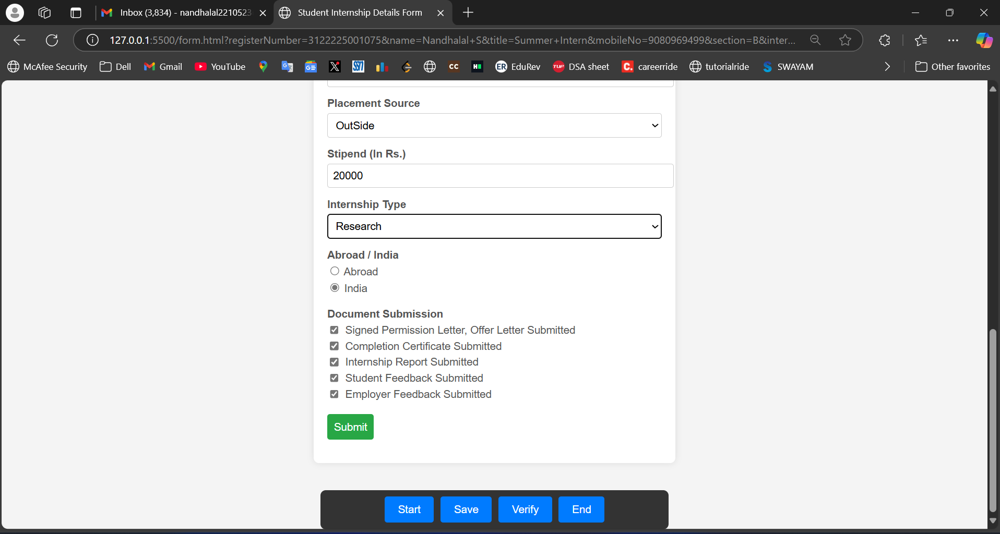 Inbox (3,834) - nandhalal2210523
Student Internship Details Form
127.0.0.1:5500/form.html?registerNumber=3122225001075&name=Nandhalal+S&title=Summer+Intern&mobileNo=9080969499&section=B&inter...
McAfee Security
Dell
Gmail
YouTube
G
GE
X
SSN
CC
H
ER EduRev
TUF DSA sheet
C. careerride
tutorialride
S SWAYAM
Other favorites
Placement Source
OutSide
Stipend (In Rs.)
20000
Internship Type
Research
Abroad / India
Abroad
India
Document Submission
Signed Permission Letter, Offer Letter Submitted
Completion Certificate Submitted
Internship Report Submitted
Student Feedback Submitted
Employer Feedback Submitted
Submit
Start
Save
Verify
End